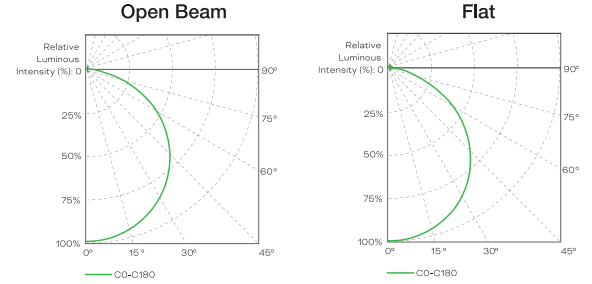 Open Beam
Relative
Luminous
Intensity (%): 0
90°
25%
75°
50%
60°
75%
100%
0°
15°
30°
45°
C0-C180
Flat
Relative
Luminous
Intensity (%): 0
90°
25%
75°
50%
60°
75%
100%
0°
15°
30°
45°
C0-C180